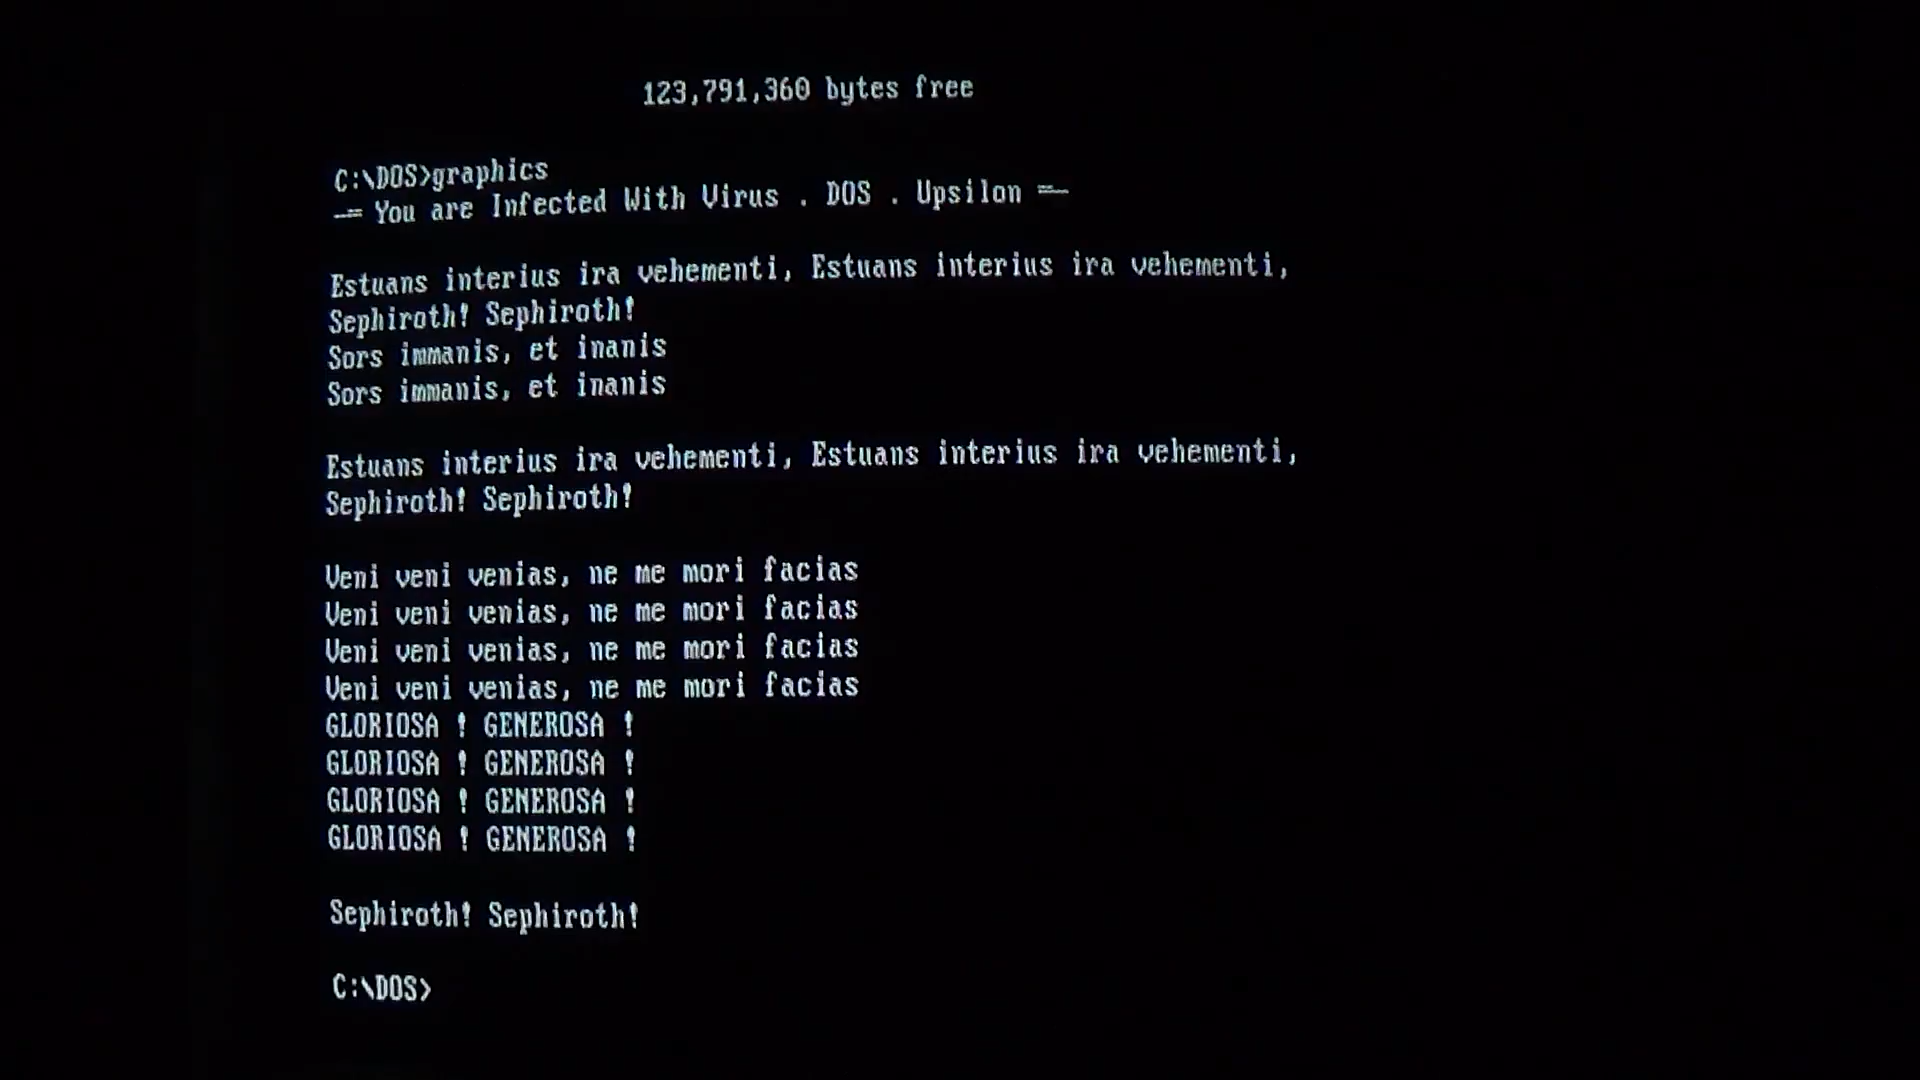 123,791,360 bytes free
C:\DOS>graphics
-= You are Infected With Virus . DOS . Upsilon =-
Estuans interius ira vehementi, Estuans interius ira vehementi,
Sephiroth! Sephiroth!
Sors immanis, et inanis
Sors immanis, et inanis
Estuans interius ira vehementi, Estuans interius ira vehementi,
Sephiroth! Sephiroth!
Veni veni venias, ne me mori facias
Veni veni venias, ne me mori facias
Veni veni venias, ne me mori facias
Veni veni venias, ne me mori facias
GLORIOSA ! GENEROSA !
GLORIOSA ! GENEROSA !
GLORIOSA ! GENEROSA !
GLORIOSA ! GENEROSA !
Sephiroth! Sephiroth!
C:\DOS>